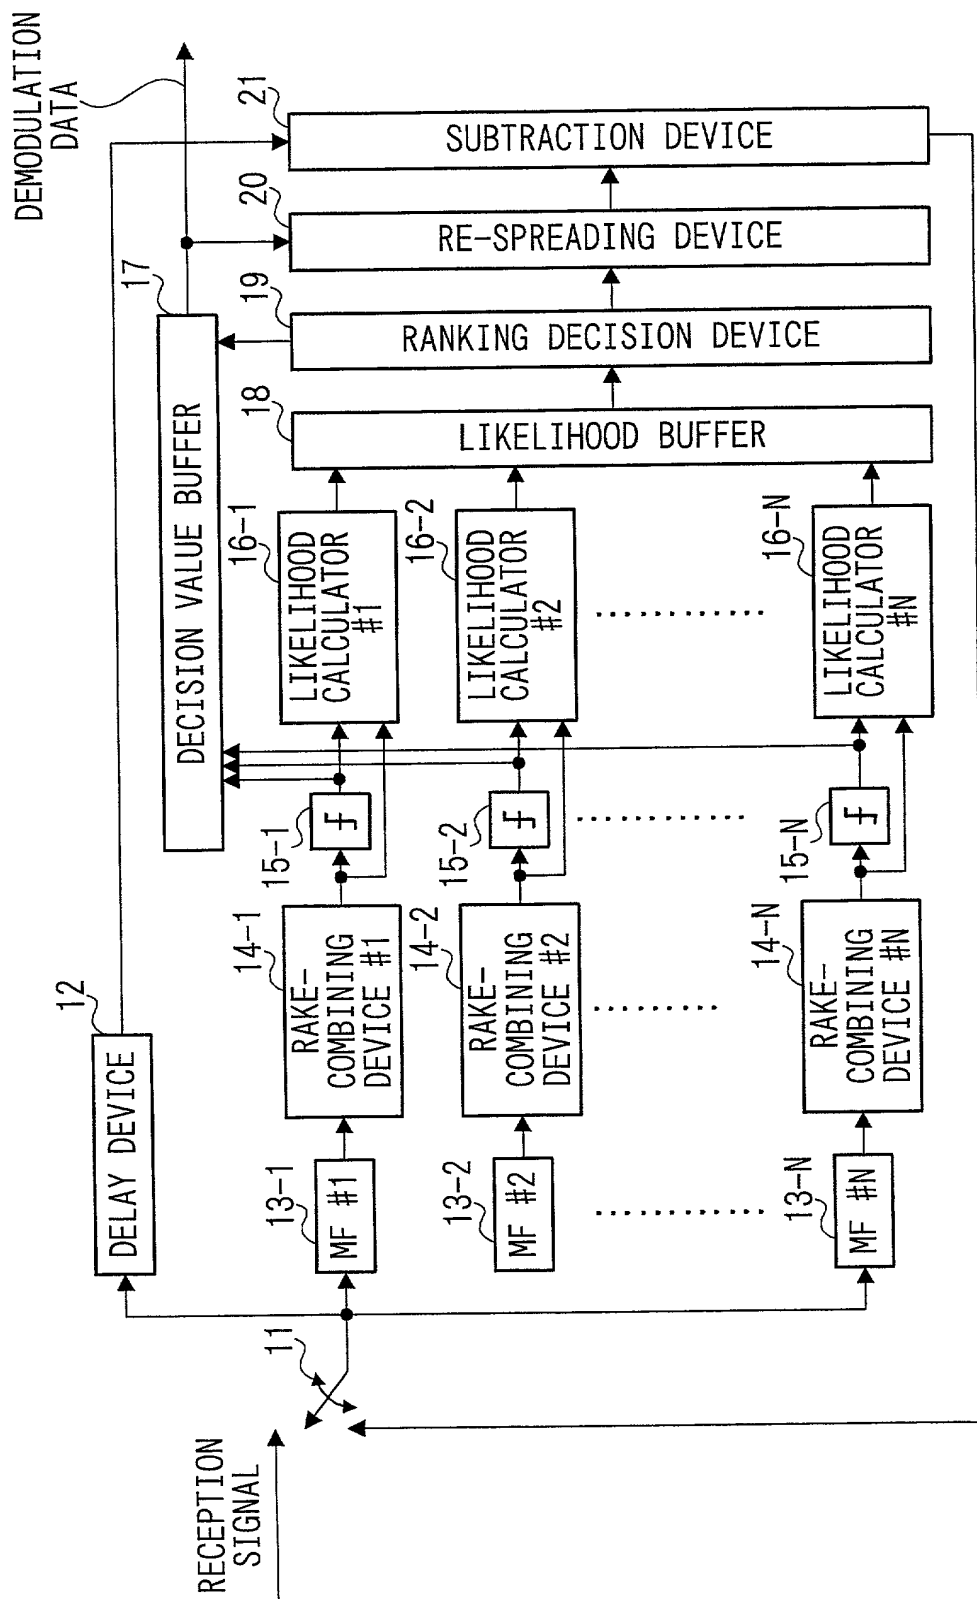 DEMODULATION
DATA
RECEPTION
SIGNAL
11
12
DELAY DEVICE
17
DECISION VALUE BUFFER
13-1
MF #1
14-1
RAKE-
COMBINING
DEVICE #1
15-1
16-1
LIKELIHOOD
CALCULATOR
#1
13-2
MF #2
14-2
RAKE-
COMBINING
DEVICE #2
15-2
16-2
LIKELIHOOD
CALCULATOR
#2
13-N
MF #N
14-N
RAKE-
COMBINING
DEVICE #N
15-N
16-N
LIKELIHOOD
CALCULATOR
#N
18
LIKELIHOOD BUFFER
19
RANKING DECISION DEVICE
20
RE-SPREADING DEVICE
21
SUBTRACTION DEVICE